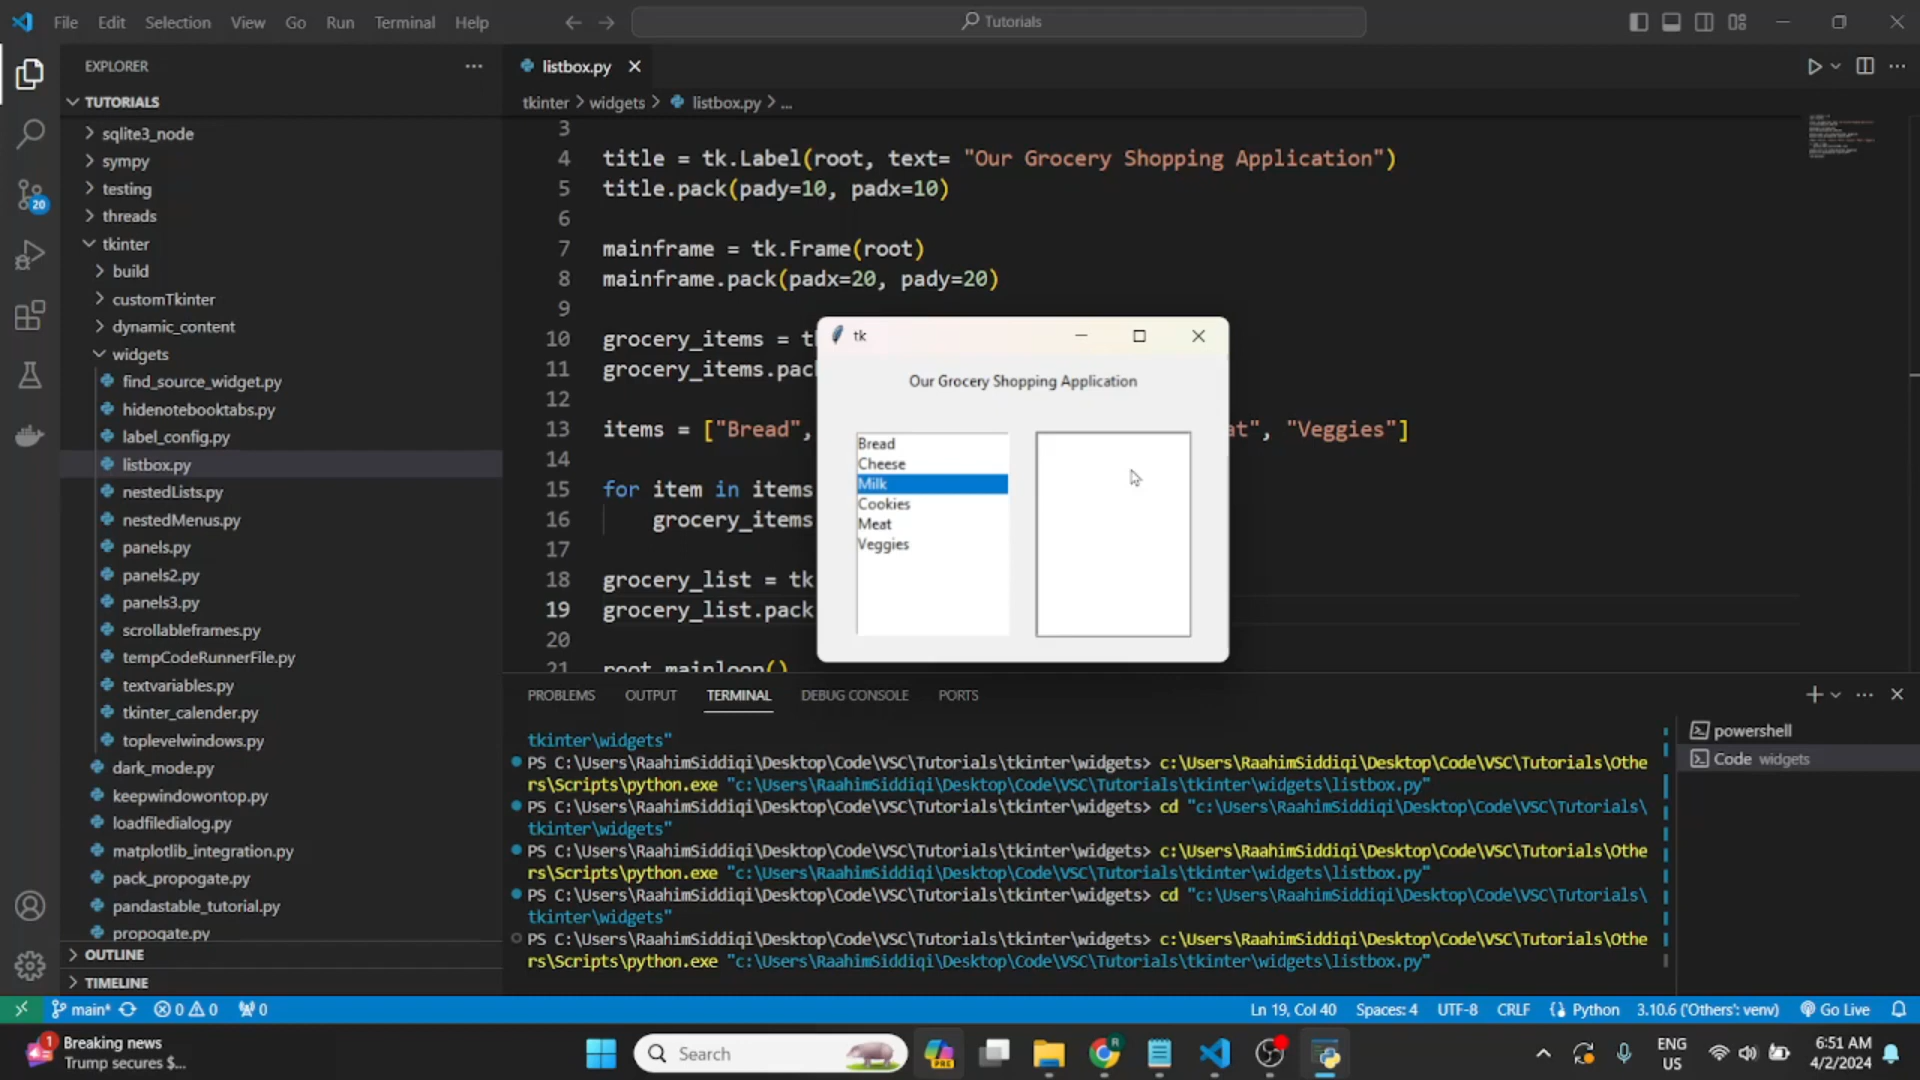 File Edit Selection View Go Run Terminal Help
Tutorials
EXPLORER
TUTORIALS
sqlite3_node
sympy
testing
threads
tkinter
build
customTkinter
dynamic_content
widgets
find_source_widget.py
hidenotebooktabs.py
label_config.py
listbox.py
nestedLists.py
nestedMenus.py
panels.py
panels2.py
panels3.py
scrollableframes.py
tempCodeRunnerFile.py
textvariables.py
tkinter_calender.py
toplevelwindows.py
dark_mode.py
keepwindowontop.py
loadfiledialog.py
matplotlib_integration.py
pack_propogate.py
pandastable_tutorial.py
propogate.py
OUTLINE
TIMELINE
20
listbox.py
tkinter > widgets > listbox.py > ...
3
4 title = tk.Label(root, text= "Our Grocery Shopping Application")
5 title.pack(pady=10, padx=10)
6
7 mainframe = tk.Frame(root)
8 mainframe.pack(padx=20, pady=20)
9
10 grocery_items = t
11 grocery_items.pac
12
13 items = ["Bread", at", "Veggies"]
14
15 for item in items
16 grocery_items
17
18 grocery_list = tk
19 grocery_list.pack
20
21 root.mainloop()
tk
Our Grocery Shopping Application
Bread
Cheese
Milk
Cookies
Meat
Veggies
PROBLEMS OUTPUT TERMINAL DEBUG CONSOLE PORTS
tkinter\widgets"
PS C:\Users\RaahimSiddiqi\Desktop\Code\VSC\Tutorials\tkinter\widgets> c:\Users\RaahimSiddiqi\Desktop\Code\VSC\Tutorials\Othe
rs\Scripts\python.exe "c:\Users\RaahimSiddiqi\Desktop\Code\VSC\Tutorials\tkinter\widgets\listbox.py"
PS C:\Users\RaahimSiddiqi\Desktop\Code\VSC\Tutorials\tkinter\widgets> cd "c:\Users\RaahimSiddiqi\Desktop\Code\VSC\Tutorials\
tkinter\widgets"
PS C:\Users\RaahimSiddiqi\Desktop\Code\VSC\Tutorials\tkinter\widgets> c:\Users\RaahimSiddiqi\Desktop\Code\VSC\Tutorials\Othe
rs\Scripts\python.exe "c:\Users\RaahimSiddiqi\Desktop\Code\VSC\Tutorials\tkinter\widgets\listbox.py"
PS C:\Users\RaahimSiddiqi\Desktop\Code\VSC\Tutorials\tkinter\widgets> cd "c:\Users\RaahimSiddiqi\Desktop\Code\VSC\Tutorials\
tkinter\widgets"
PS C:\Users\RaahimSiddiqi\Desktop\Code\VSC\Tutorials\tkinter\widgets> c:\Users\RaahimSiddiqi\Desktop\Code\VSC\Tutorials\Othe
rs\Scripts\python.exe "c:\Users\RaahimSiddiqi\Desktop\Code\VSC\Tutorials\tkinter\widgets\listbox.py"
powershell
Code widgets
main* 0 0 0 Ln 19, Col 40 Spaces: 4 UTF-8 CRLF Python 3.10.6 ('Others': venv) Go Live
1 Breaking news
Trump secures $...
Search
PRE
ENG
US
6:51 AM
4/2/2024